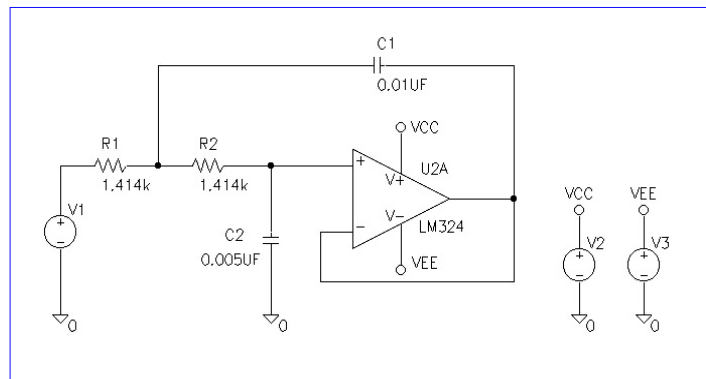 C1
0.01UF
R1
1.414k
R2
1.414k
VCC
U2A
+
V+
V1
+
-
C2
0.005UF
-
V-
LM324
VEE
VCC
VEE
+
-
V2
+
-
V3
0
0
0
0